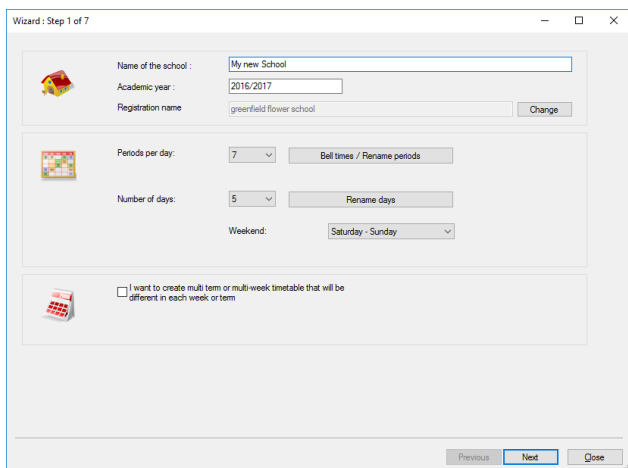 Wizard : Step 1 of 7
Name of the school :
My new School
Academic year :
2016/2017
Registration name
greenfield flower school
Change
Periods per day:
7
Bell times / Rename periods
Number of days:
5
Rename days
Weekend:
Saturday - Sunday
I want to create multi term or multi-week timetable that will be
different in each week or term
Previous
Next
Close